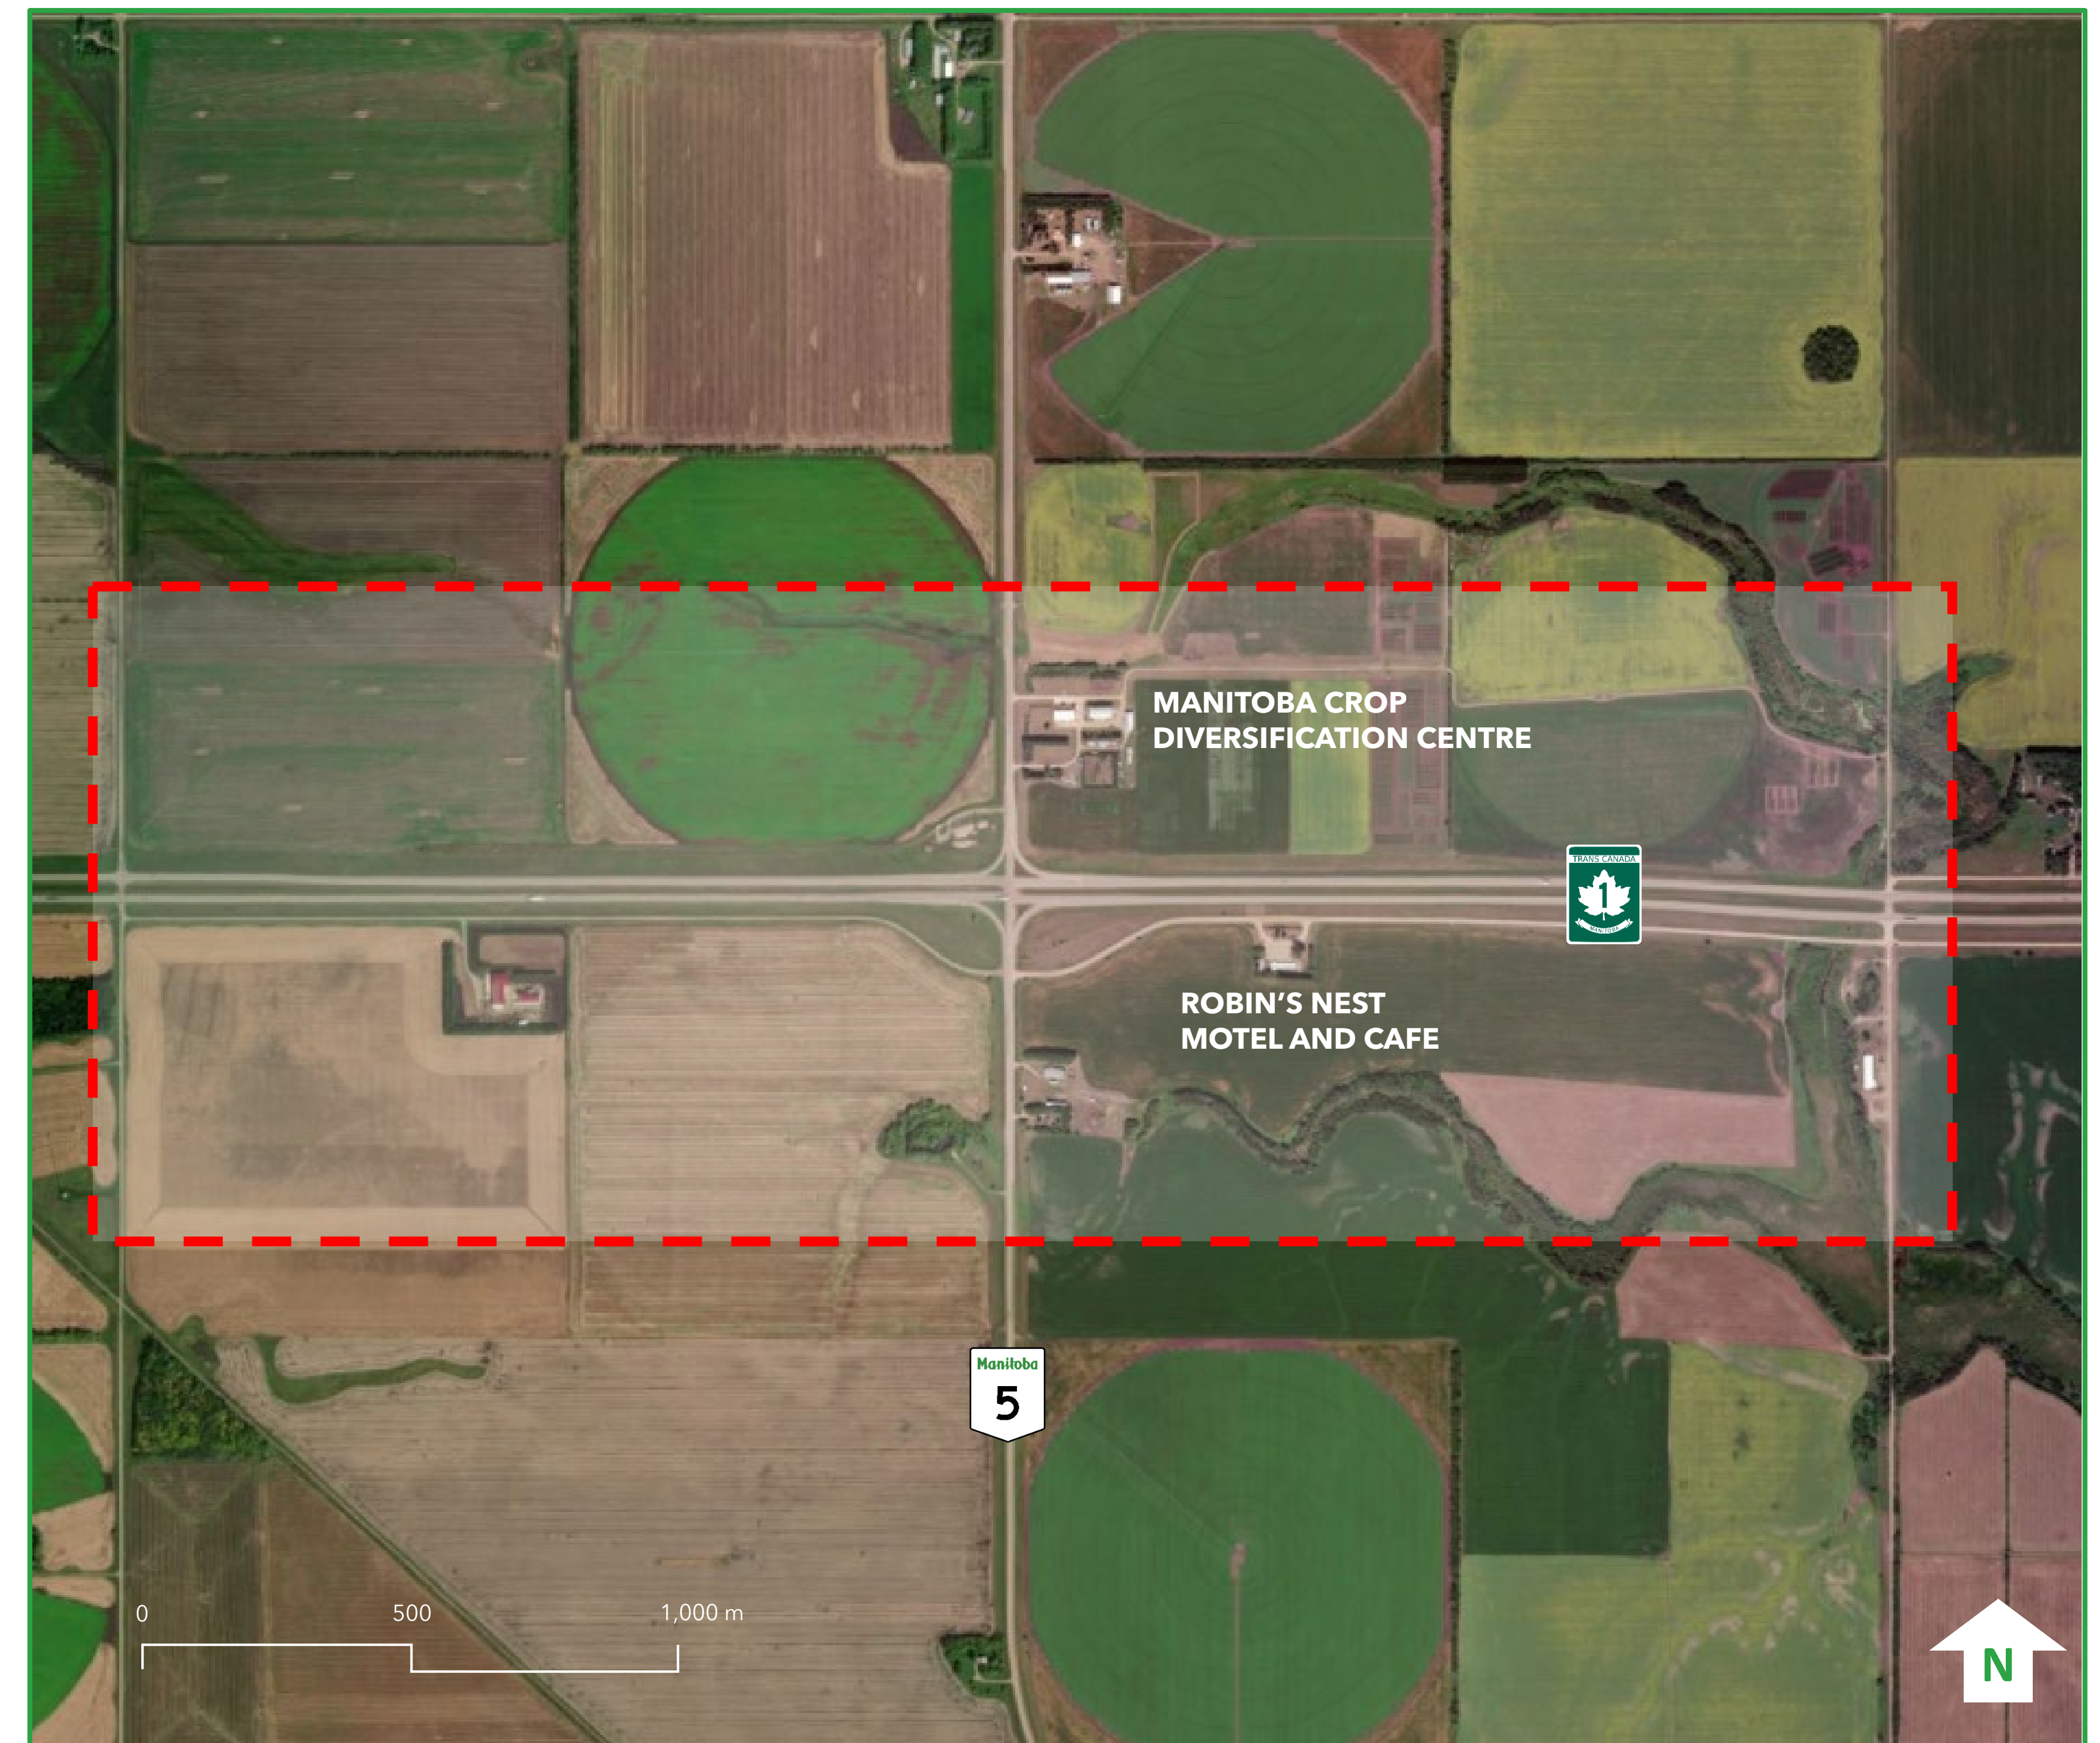 MANITOBA CROP
DIVERSIFICATION CENTRE
TRANS CANADA
1
MANITOBA
ROBIN'S NEST
MOTEL AND CAFE
Manitoba
5
0 500 1,000 m
N